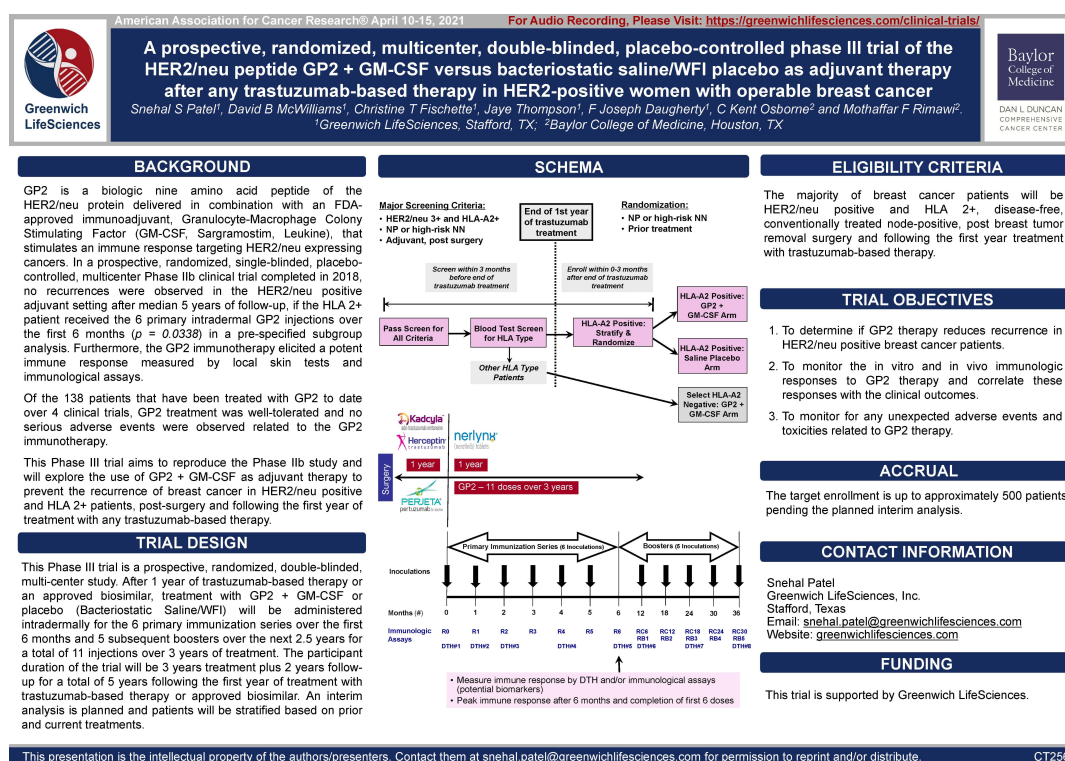 American Association for Cancer Research® April 10-15, 2021
For Audio Recording, Please Visit: https://greenwichlifesciences.com/clinical-trials/
Greenwich
LifeSciences
A prospective, randomized, multicenter, double-blinded, placebo-controlled phase III trial of the
HER2/neu peptide GP2 + GM-CSF versus bacteriostatic saline/WFI placebo as adjuvant therapy
after any trastuzumab-based therapy in HER2-positive women with operable breast cancer
Snehal S Patel¹, David B McWilliams¹, Christine T Fischette¹, Jaye Thompson¹, F Joseph Daugherty¹, C Kent Osborne² and Mothaffar F Rimawi².
¹Greenwich LifeSciences, Stafford, TX; ²Baylor College of Medicine, Houston, TX
Baylor
College of
Medicine
DAN L DUNCAN
COMPREHENSIVE
CANCER CENTER
BACKGROUND
GP2 is a biologic nine amino acid peptide of the
HER2/neu protein delivered in combination with an FDA-
approved immunoadjuvant, Granulocyte-Macrophage Colony
Stimulating Factor (GM-CSF, Sargramostim, Leukine), that
stimulates an immune response targeting HER2/neu expressing
cancers. In a prospective, randomized, single-blinded, placebo-
controlled, multicenter Phase IIb clinical trial completed in 2018,
no recurrences were observed in the HER2/neu positive
adjuvant setting after median 5 years of follow-up, if the HLA 2+
patient received the 6 primary intradermal GP2 injections over
the first 6 months (p = 0.0338) in a pre-specified subgroup
analysis. Furthermore, the GP2 immunotherapy elicited a potent
immune response measured by local skin tests and
immunological assays.
Of the 138 patients that have been treated with GP2 to date
over 4 clinical trials, GP2 treatment was well-tolerated and no
serious adverse events were observed related to the GP2
immunotherapy.
This Phase III trial aims to reproduce the Phase IIb study and
will explore the use of GP2 + GM-CSF as adjuvant therapy to
prevent the recurrence of breast cancer in HER2/neu positive
and HLA 2+ patients, post-surgery and following the first year of
treatment with any trastuzumab-based therapy.
TRIAL DESIGN
This Phase III trial is a prospective, randomized, double-blinded,
multi-center study. After 1 year of trastuzumab-based therapy or
an approved biosimilar, treatment with GP2 + GM-CSF or
placebo (Bacteriostatic Saline/WFI) will be administered
intradermally for the 6 primary immunization series over the first
6 months and 5 subsequent boosters over the next 2.5 years for
a total of 11 injections over 3 years of treatment. The participant
duration of the trial will be 3 years treatment plus 2 years follow-
up for a total of 5 years following the first year of treatment with
trastuzumab-based therapy or approved biosimilar. An interim
analysis is planned and patients will be stratified based on prior
and current treatments.
SCHEMA
Major Screening Criteria:
• HER2/neu 3+ and HLA-A2+
• NP or high-risk NN
• Adjuvant, post surgery
End of 1st year
of trastuzumab
treatment
Randomization:
• NP or high-risk NN
• Prior treatment
Screen within 3 months
before end of
trastuzumab treatment
Enroll within 0-3 months
after end of trastuzumab
treatment
Pass Screen for
All Criteria
Blood Test Screen
for HLA Type
HLA-A2 Positive:
Stratify &
Randomize
HLA-A2 Positive:
GP2 +
GM-CSF Arm
HLA-A2 Positive:
Saline Placebo
Arm
Other HLA Type
Patients
Select HLA-A2
Negative: GP2 +
GM-CSF Arm
Kadcyla
Herceptin
trastuzumab
nerlynx
(neratinib) tablets
Surgery
1 year
1 year
GP2 – 11 doses over 3 years
PERJETA
pertuzumab
Primary Immunization Series (6 Inoculations)
Boosters (5 Inoculations)
Inoculations
Months (#) 0 1 2 3 4 5 6 12 18 24 30 36
Immunologic R0 R1 R2 R3 R4 R5 R6 RC6 RC12 RC18 RC24 RC30
Assays RB1 RB2 RB3 RB4 RB5
DTH#1 DTH#2 DTH#3 DTH#4 DTH#5 DTH#6 DTH#7 DTH#8
• Measure immune response by DTH and/or immunological assays
(potential biomarkers)
• Peak immune response after 6 months and completion of first 6 doses
ELIGIBILITY CRITERIA
The majority of breast cancer patients will be
HER2/neu positive and HLA 2+, disease-free,
conventionally treated node-positive, post breast tumor
removal surgery and following the first year treatment
with trastuzumab-based therapy.
TRIAL OBJECTIVES
1. To determine if GP2 therapy reduces recurrence in
HER2/neu positive breast cancer patients.
2. To monitor the in vitro and in vivo immunologic
responses to GP2 therapy and correlate these
responses with the clinical outcomes.
3. To monitor for any unexpected adverse events and
toxicities related to GP2 therapy.
ACCRUAL
The target enrollment is up to approximately 500 patients
pending the planned interim analysis.
CONTACT INFORMATION
Snehal Patel
Greenwich LifeSciences, Inc.
Stafford, Texas
Email: snehal.patel@greenwichlifesciences.com
Website: greenwichlifesciences.com
FUNDING
This trial is supported by Greenwich LifeSciences.
This presentation is the intellectual property of the authors/presenters. Contact them at snehal.patel@greenwichlifesciences.com for permission to reprint and/or distribute.